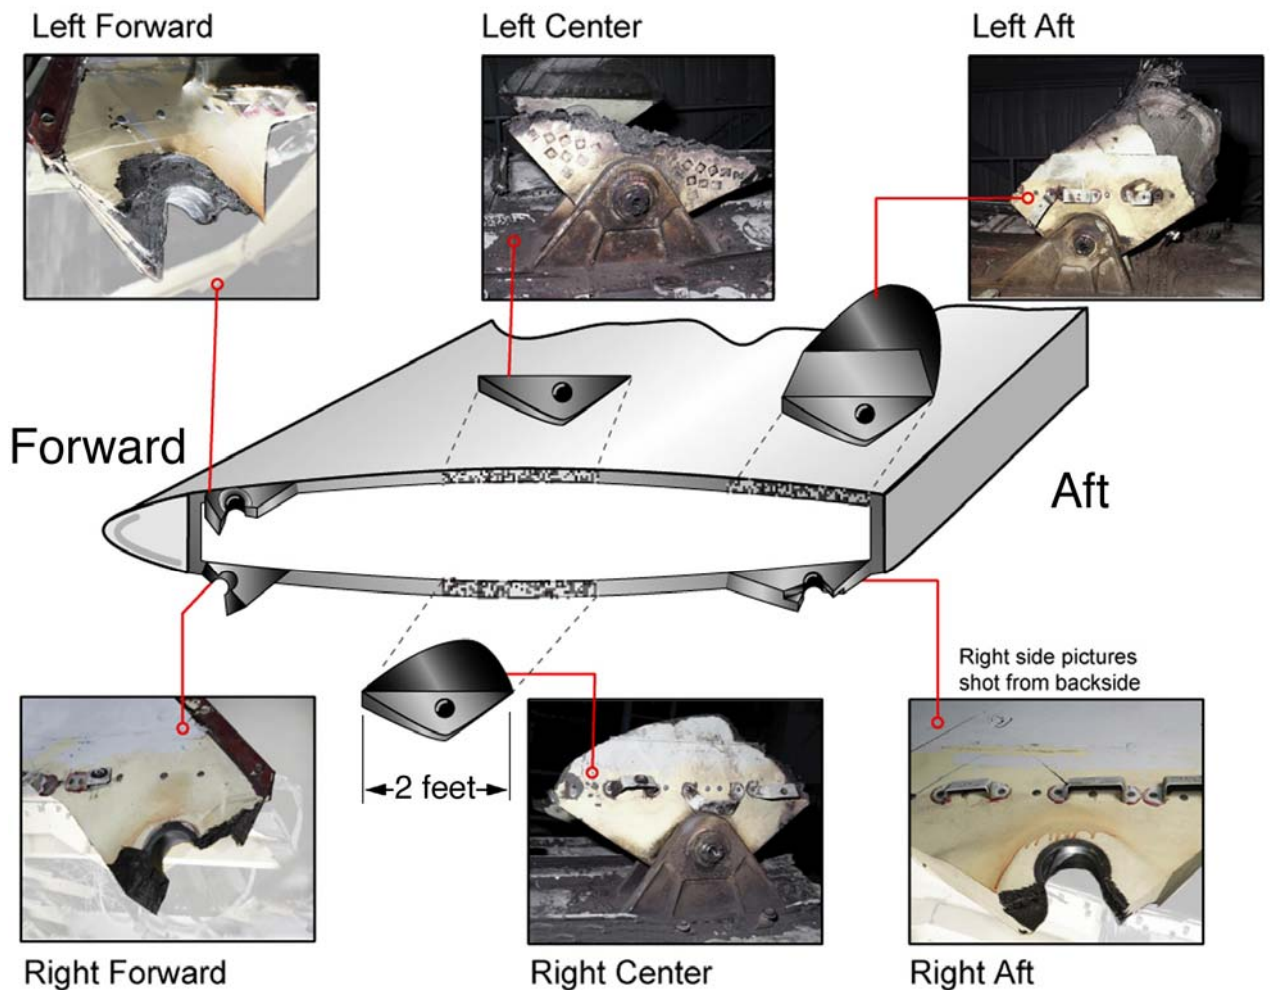 Left Forward
Left Center
Left Aft
Forward
Aft
Right side pictures
shot from backside
2 feet
Right Forward
Right Center
Right Aft